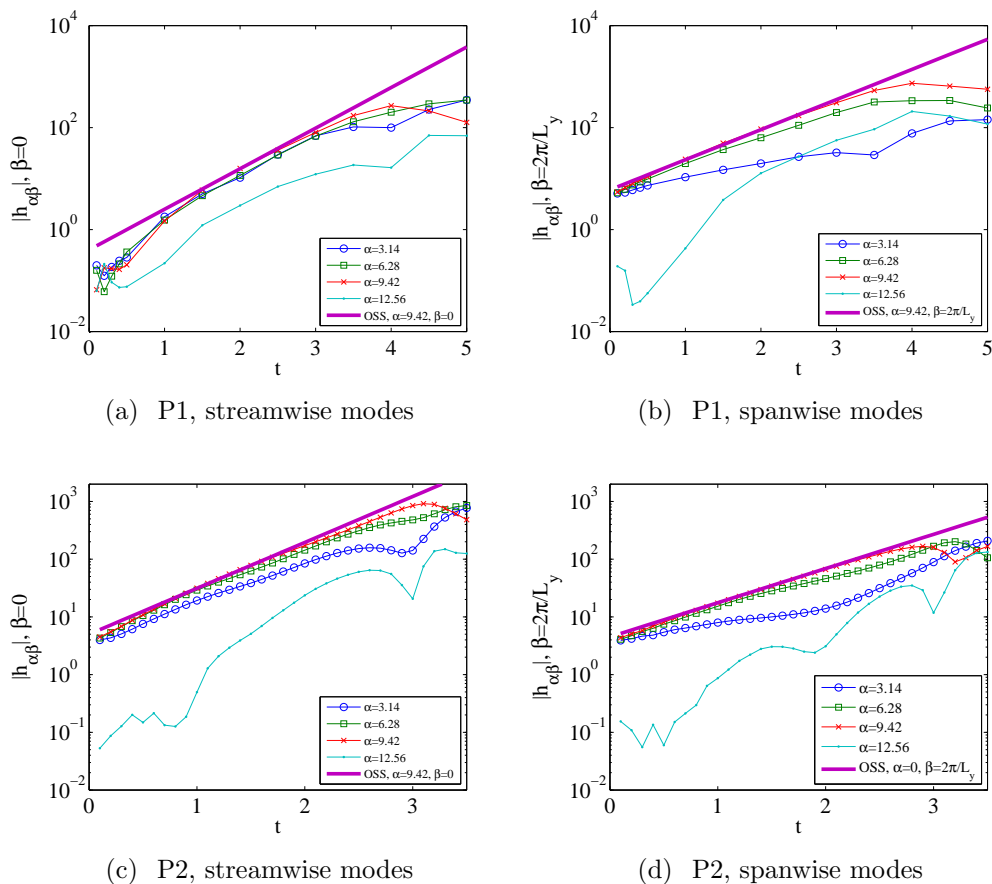 10^4
10^2
10^0
10^−2
0 1 2 3 4 5
t
|h_αβ|, β=0
α=3.14
α=6.28
α=9.42
α=12.56
OSS, α=9.42, β=0
(a) P1, streamwise modes
10^4
10^2
10^0
10^−2
0 1 2 3 4 5
t
|h_αβ|, β=2π/L_y
α=3.14
α=6.28
α=9.42
α=12.56
OSS, α=9.42, β=2π/L_y
(b) P1, spanwise modes
10^3
10^2
10^1
10^0
10^−1
10^−2
0 1 2 3
t
|h_αβ|, β=0
α=3.14
α=6.28
α=9.42
α=12.56
OSS, α=9.42, β=0
(c) P2, streamwise modes
10^3
10^2
10^1
10^0
10^−1
10^−2
0 1 2 3
t
|h_αβ|, β=2π/L_y
α=3.14
α=6.28
α=9.42
α=12.56
OSS, α=0, β=2π/L_y
(d) P2, spanwise modes